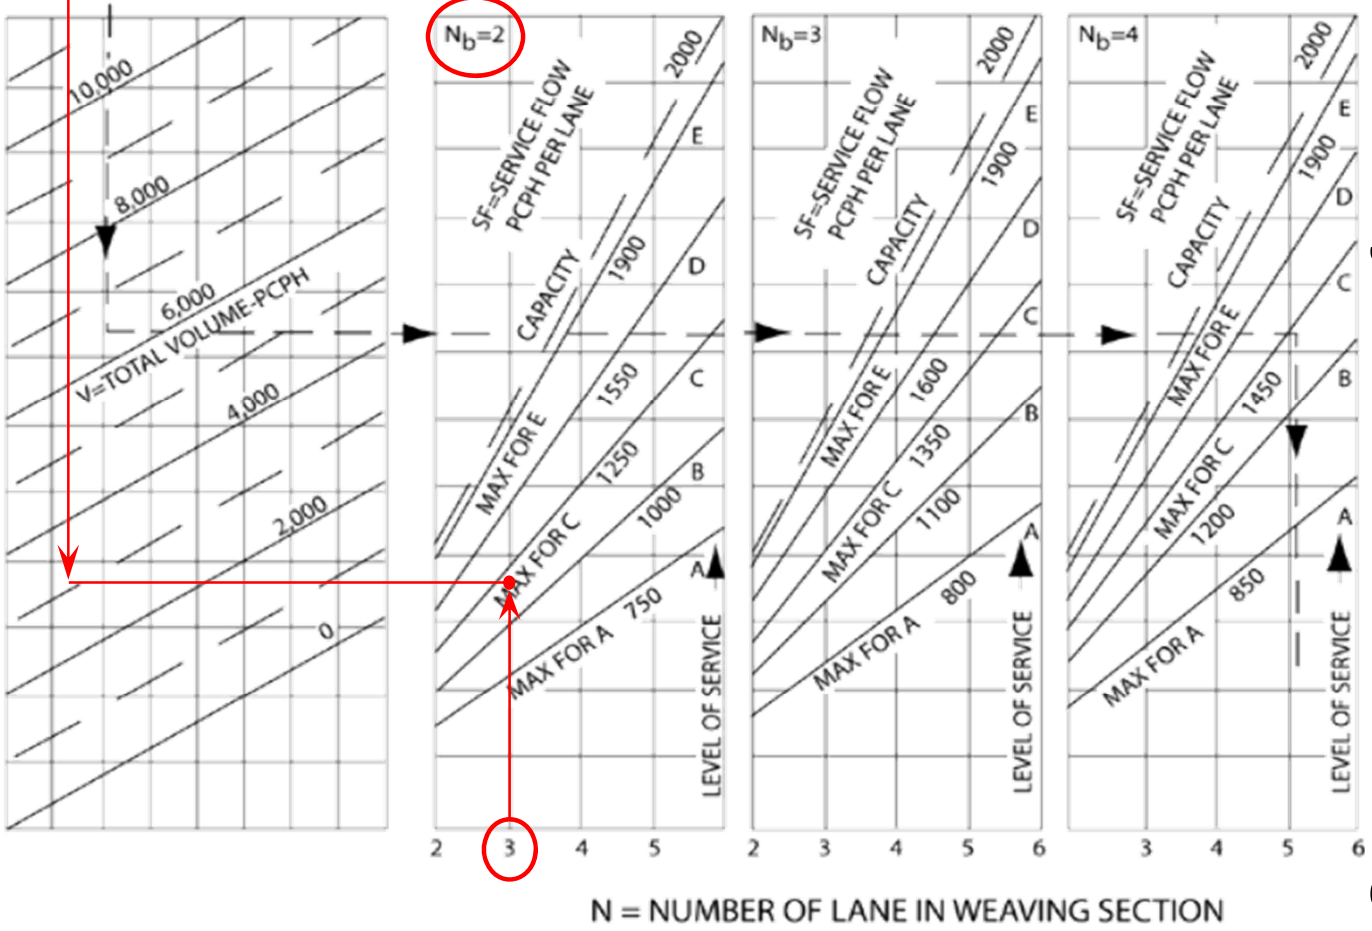 10,000
8,000
6,000
V=TOTAL VOLUME-PCPH
4,000
2,000
0
Nb=2
SF=SERVICE FLOW
PCPH PER LANE
2000
E
CAPACITY
1900
D
1550
C
MAX FOR E
1250
B
1000
MAX FOR C
A
750
MAX FOR A
LEVEL OF SERVICE
2 3 4 5
Nb=3
SF=SERVICE FLOW
PCPH PER LANE
2000
E
1900
CAPACITY
D
C
1600
MAX FOR E
B
1350
1100
MAX FOR C
A
800
MAX FOR A
LEVEL OF SERVICE
2 3 4 5 6
Nb=4
SF=SERVICE FLOW
PCPH PER LANE
2000
E
1900
D
CAPACITY
C
MAX FOR E
B
1450
MAX FOR C
1200
A
850
MAX FOR A
LEVEL OF SERVICE
2 3 4 5 6
N = NUMBER OF LANE IN WEAVING SECTION